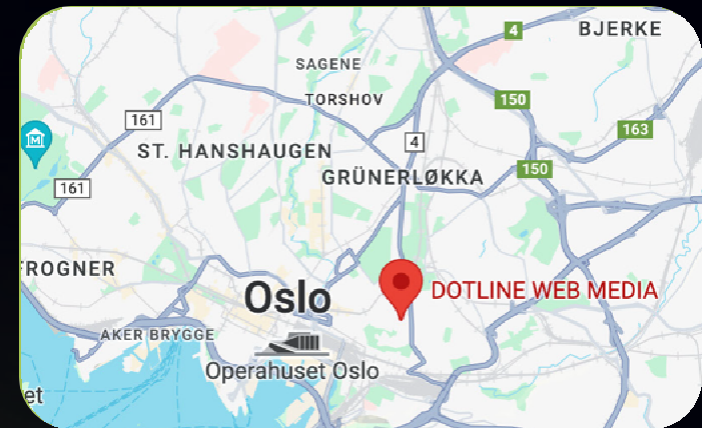 4
BJERKE
SAGENE
TORSHOV
150
161
163
4
ST. HANSHAUGEN
150
GRÜNERLØKKA
161
FROGNER
DOTLINE WEB MEDIA
Oslo
AKER BRYGGE
Operahuset Oslo
et